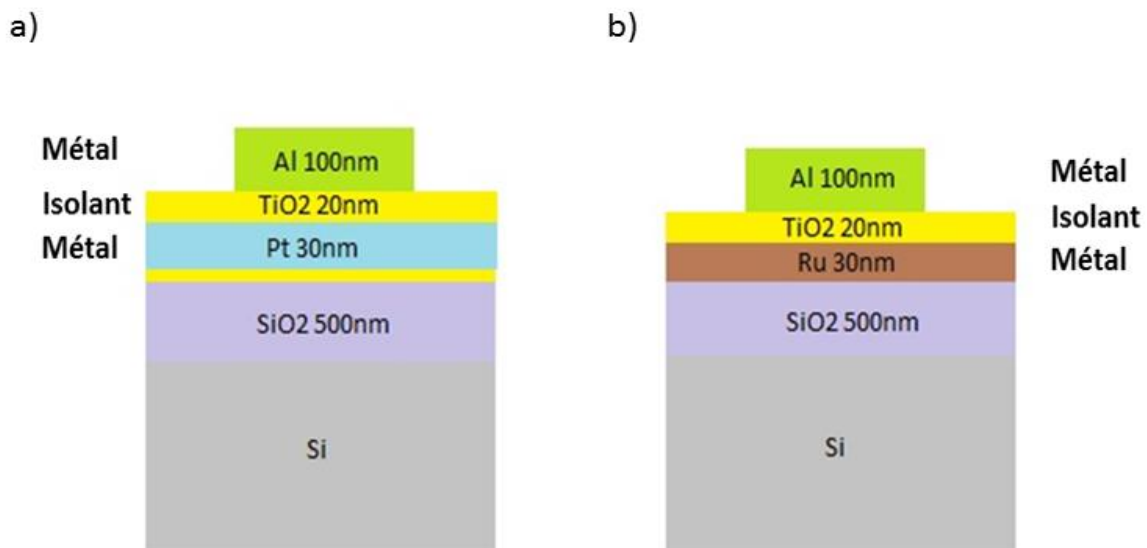 a)
Métal
Isolant
Métal
Al 100nm
TiO2 20nm
Pt 30nm
SiO2 500nm
Si
b)
Al 100nm
TiO2 20nm
Ru 30nm
SiO2 500nm
Si
Métal
Isolant
Métal